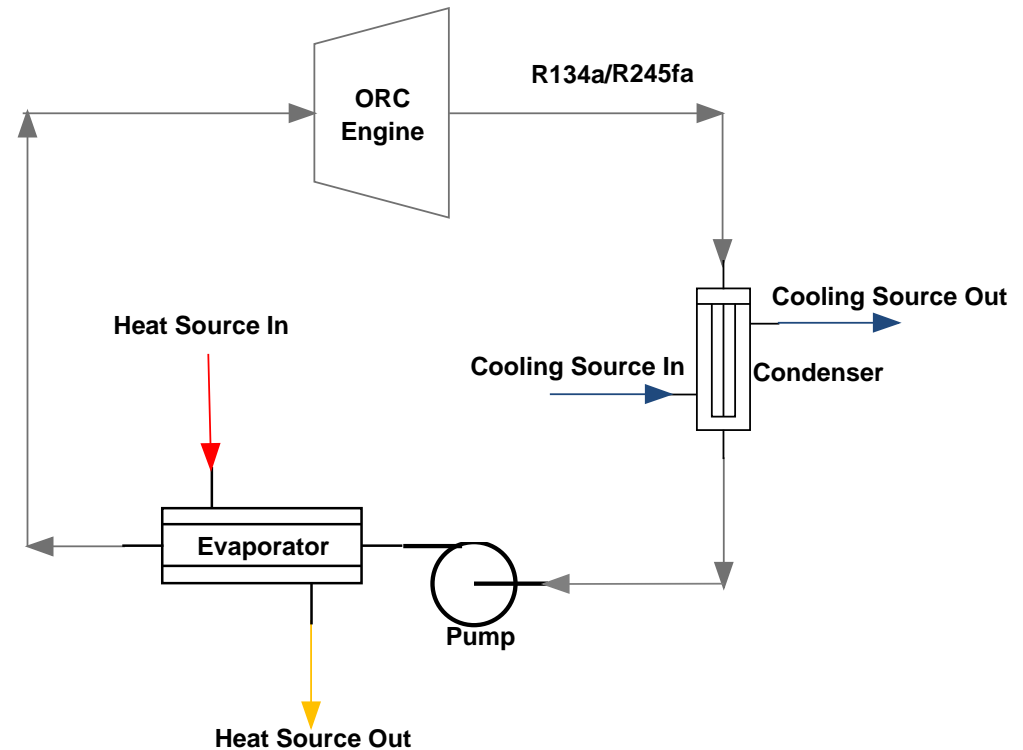 R134a/R245fa
ORC
Engine
Cooling Source Out
Heat Source In
Cooling Source In
Condenser
Evaporator
Pump
Heat Source Out